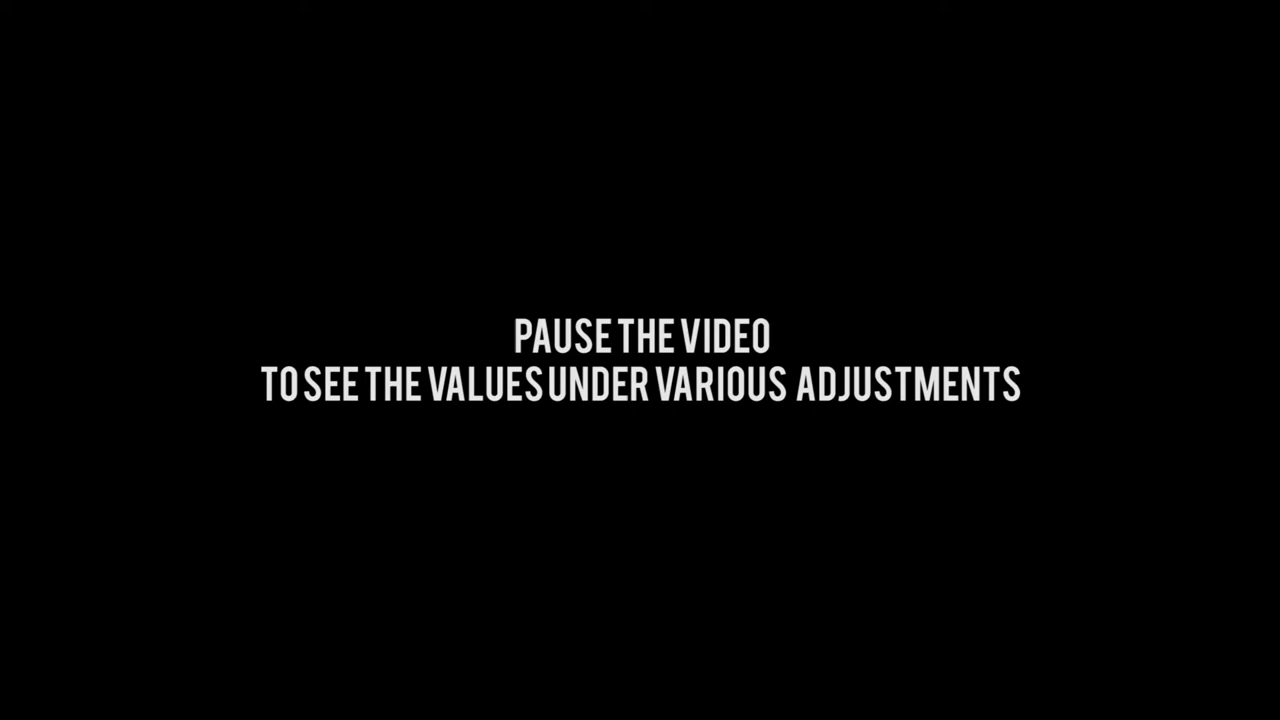 PAUSE THE VIDEO
TO SEE THE VALUES UNDER VARIOUS ADJUSTMENTS